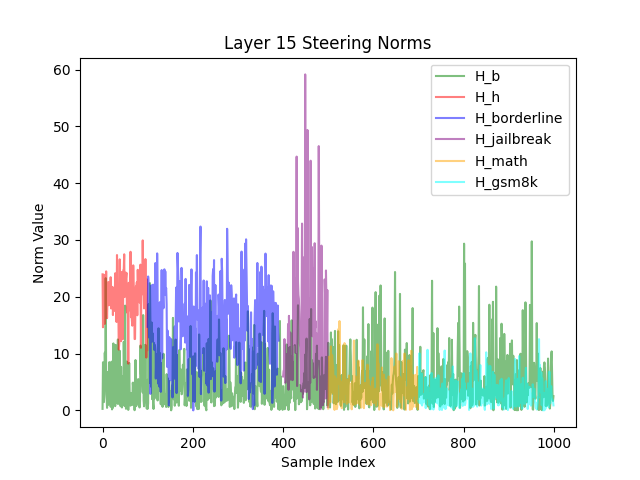 Layer 15 Steering Norms
60
50
40
30
20
10
0
Norm Value
H_b
H_h
H_borderline
H_jailbreak
H_math
H_gsm8k
0
200
400
600
800
1000
Sample Index